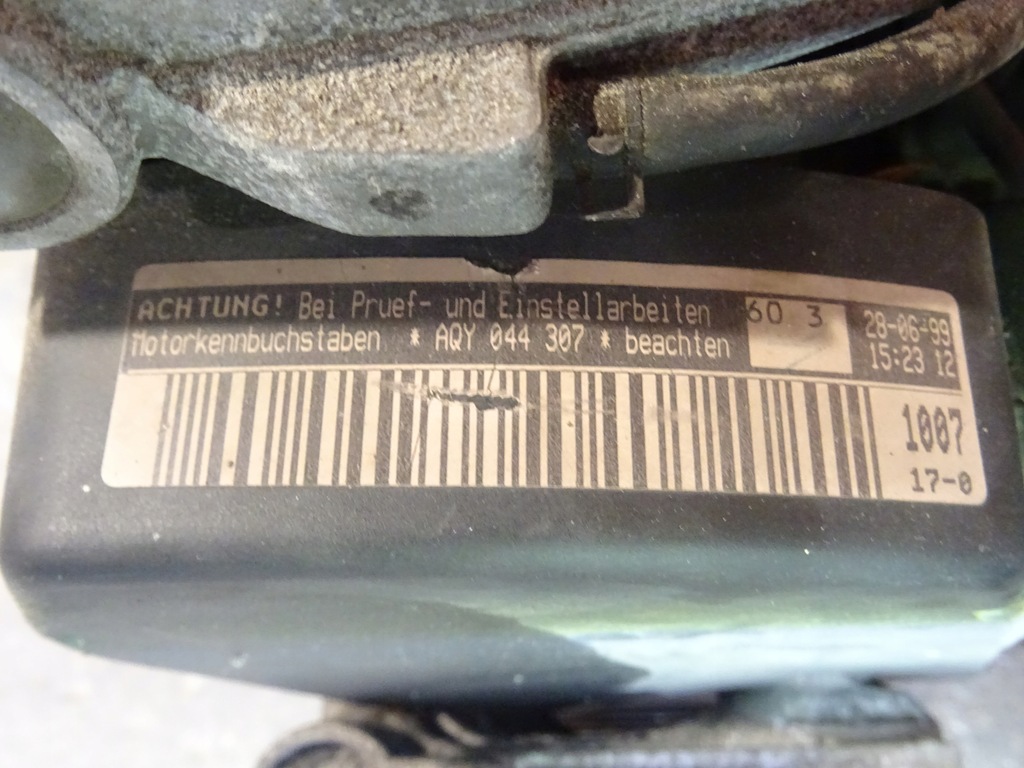 ACHTUNG! Bei Pruef- und Einstellarbeiten 60 3 28-06-99
Motorkennbuchstaben * AQY 044 307 * beachten 15:23 12
1007
17-0